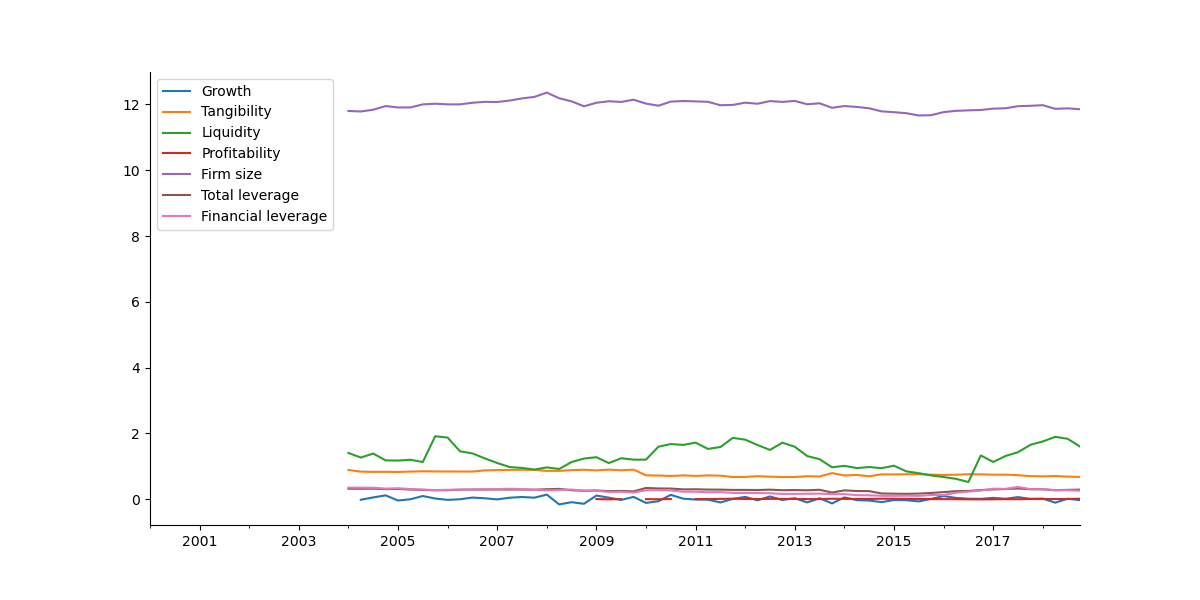 Growth
Tangibility
Liquidity
Profitability
Firm size
Total leverage
Financial leverage
12
10
8
6
4
2
0
2001 2003 2005 2007 2009 2011 2013 2015 2017